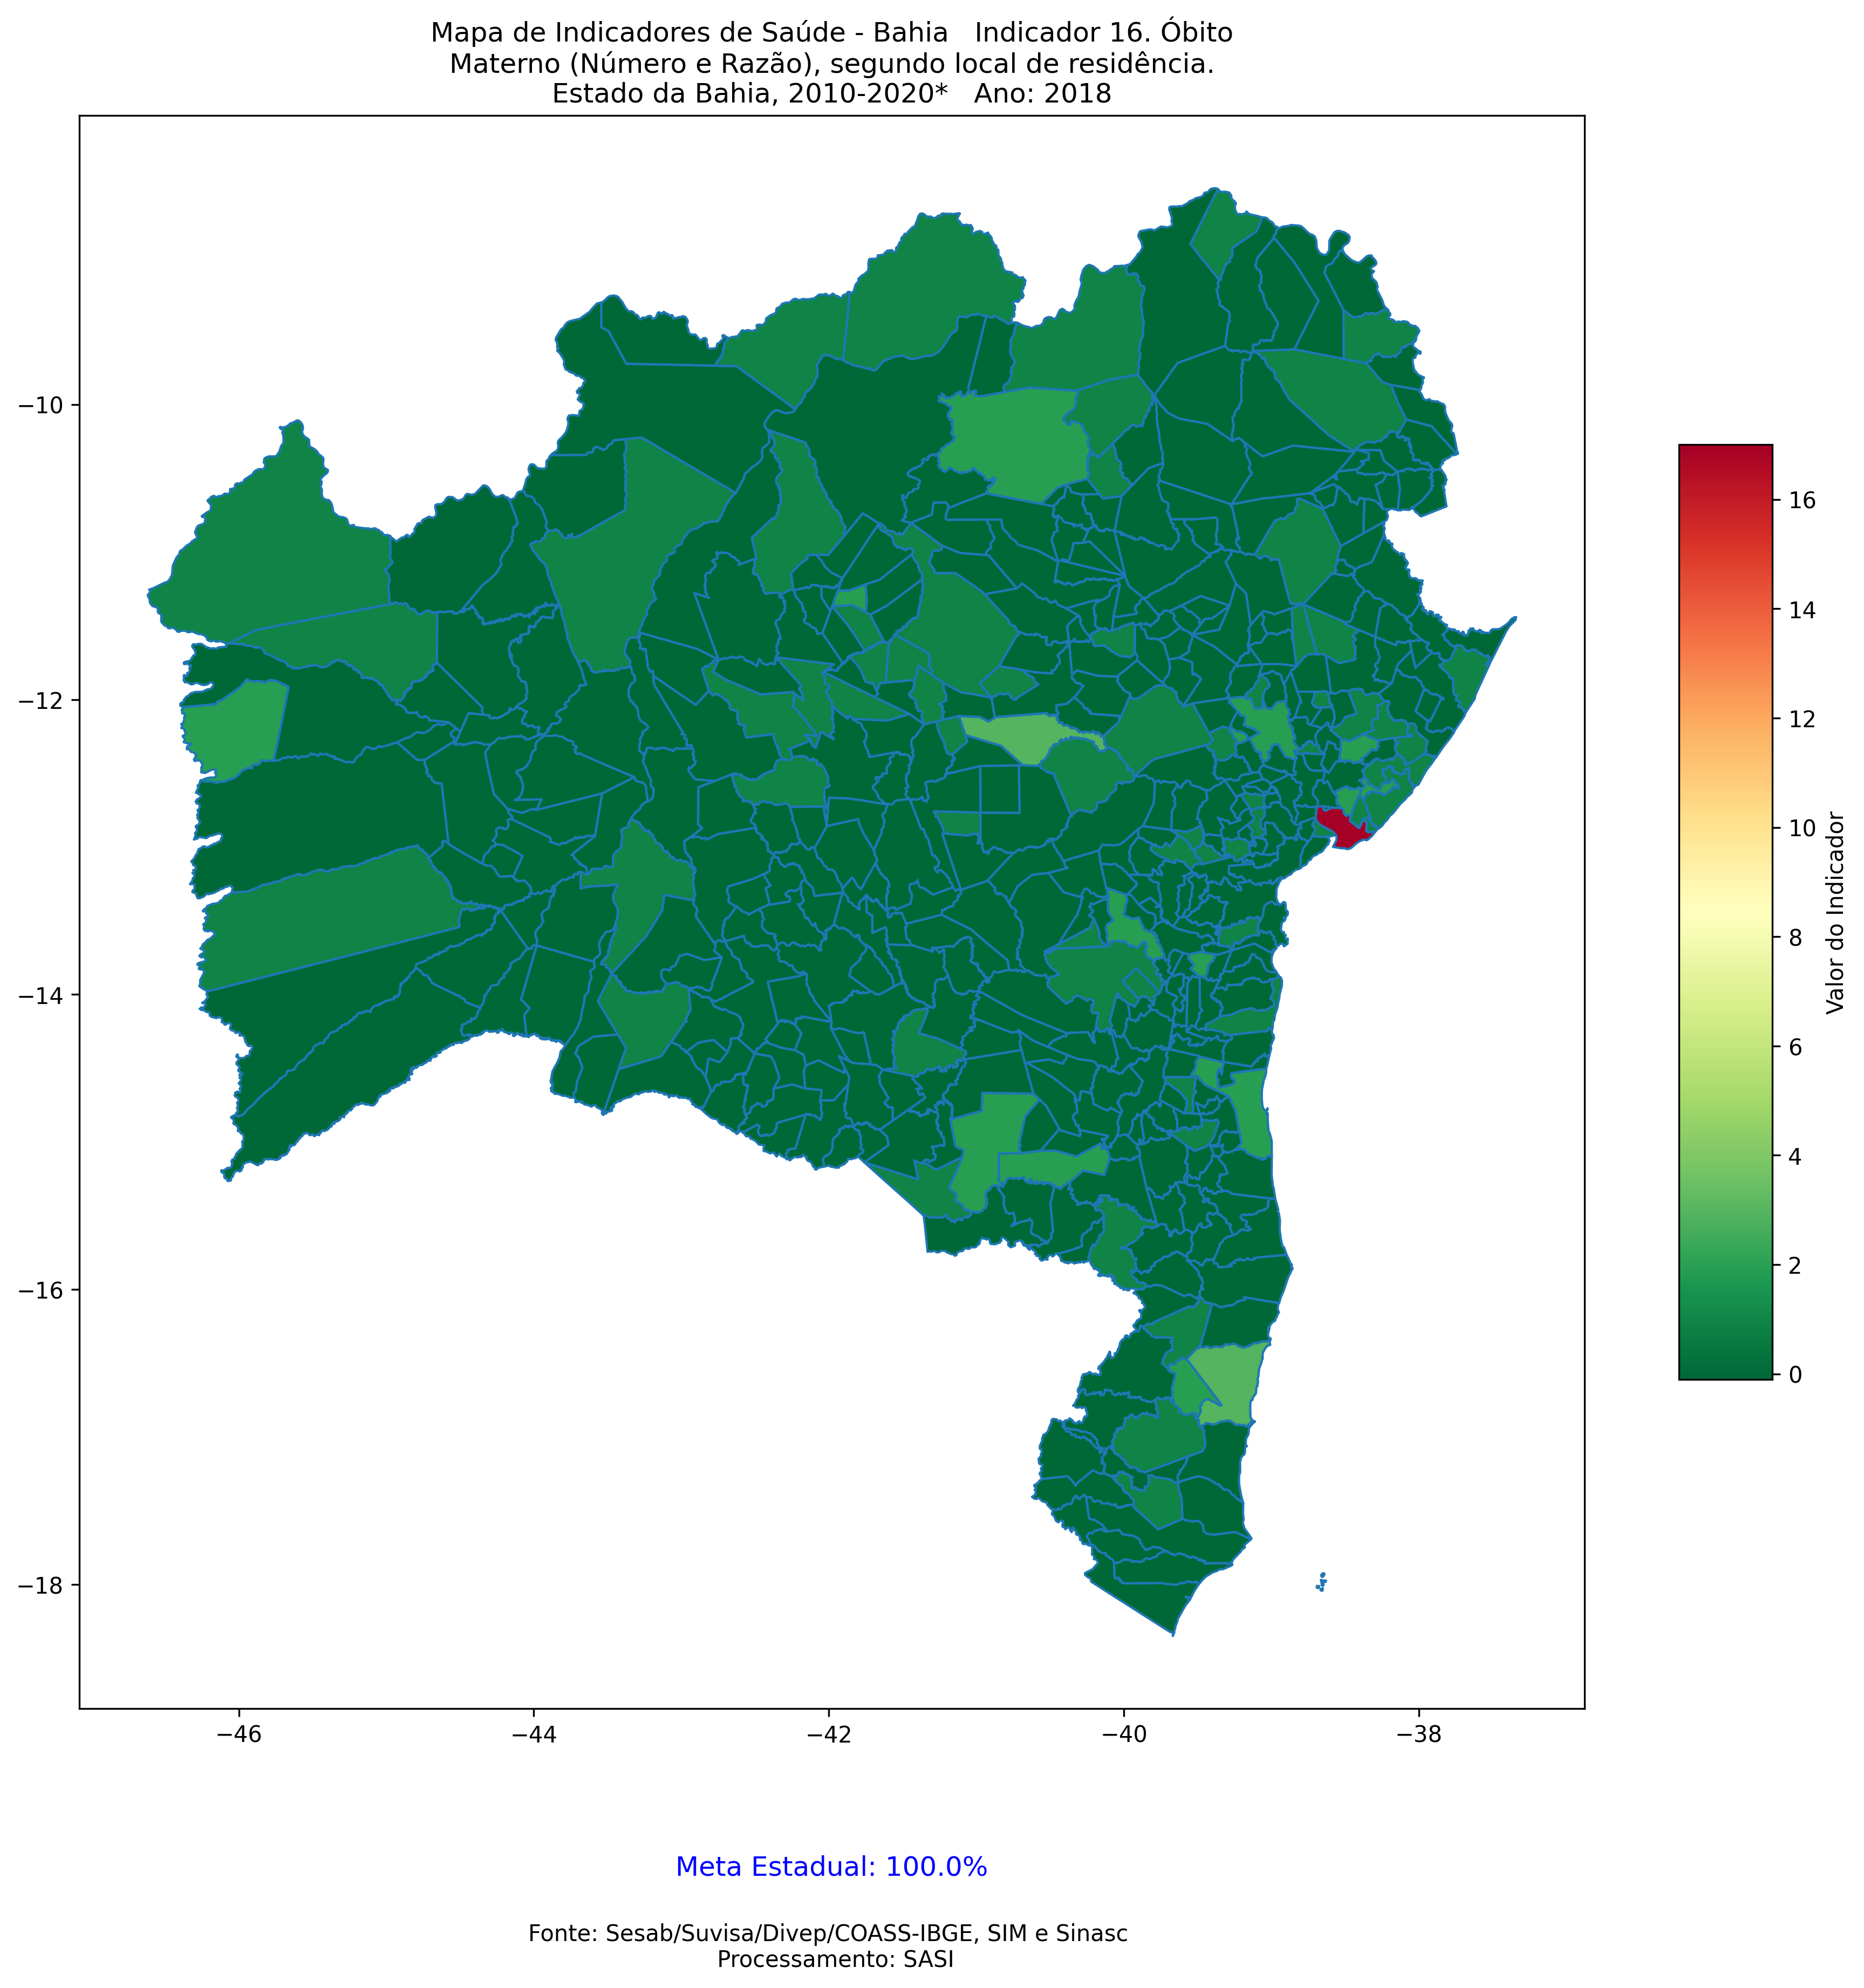 Mapa de Indicadores de Saúde - Bahia   Indicador 16. Óbito
Materno (Número e Razão), segundo local de residência.
Estado da Bahia, 2010-2020*   Ano: 2018
−10
−12
−14
−16
−18
−46
−44
−42
−40
−38
16
14
12
10
8
6
4
2
0
Valor do Indicador
Meta Estadual: 100.0%
Fonte: Sesab/Suvisa/Divep/COASS-IBGE, SIM e Sinasc
Processamento: SASI